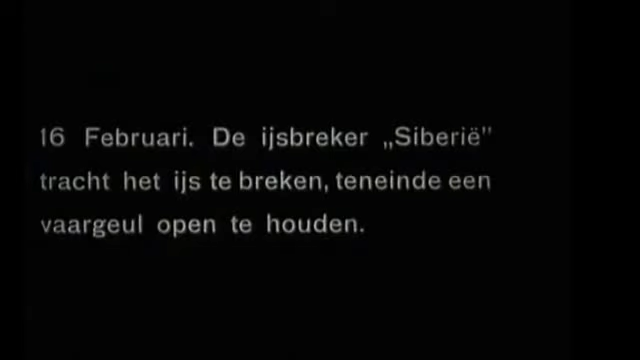 16 Februari. De ijsbreker „Siberië"
tracht het ijs te breken, teneinde een
vaargeul open te houden.